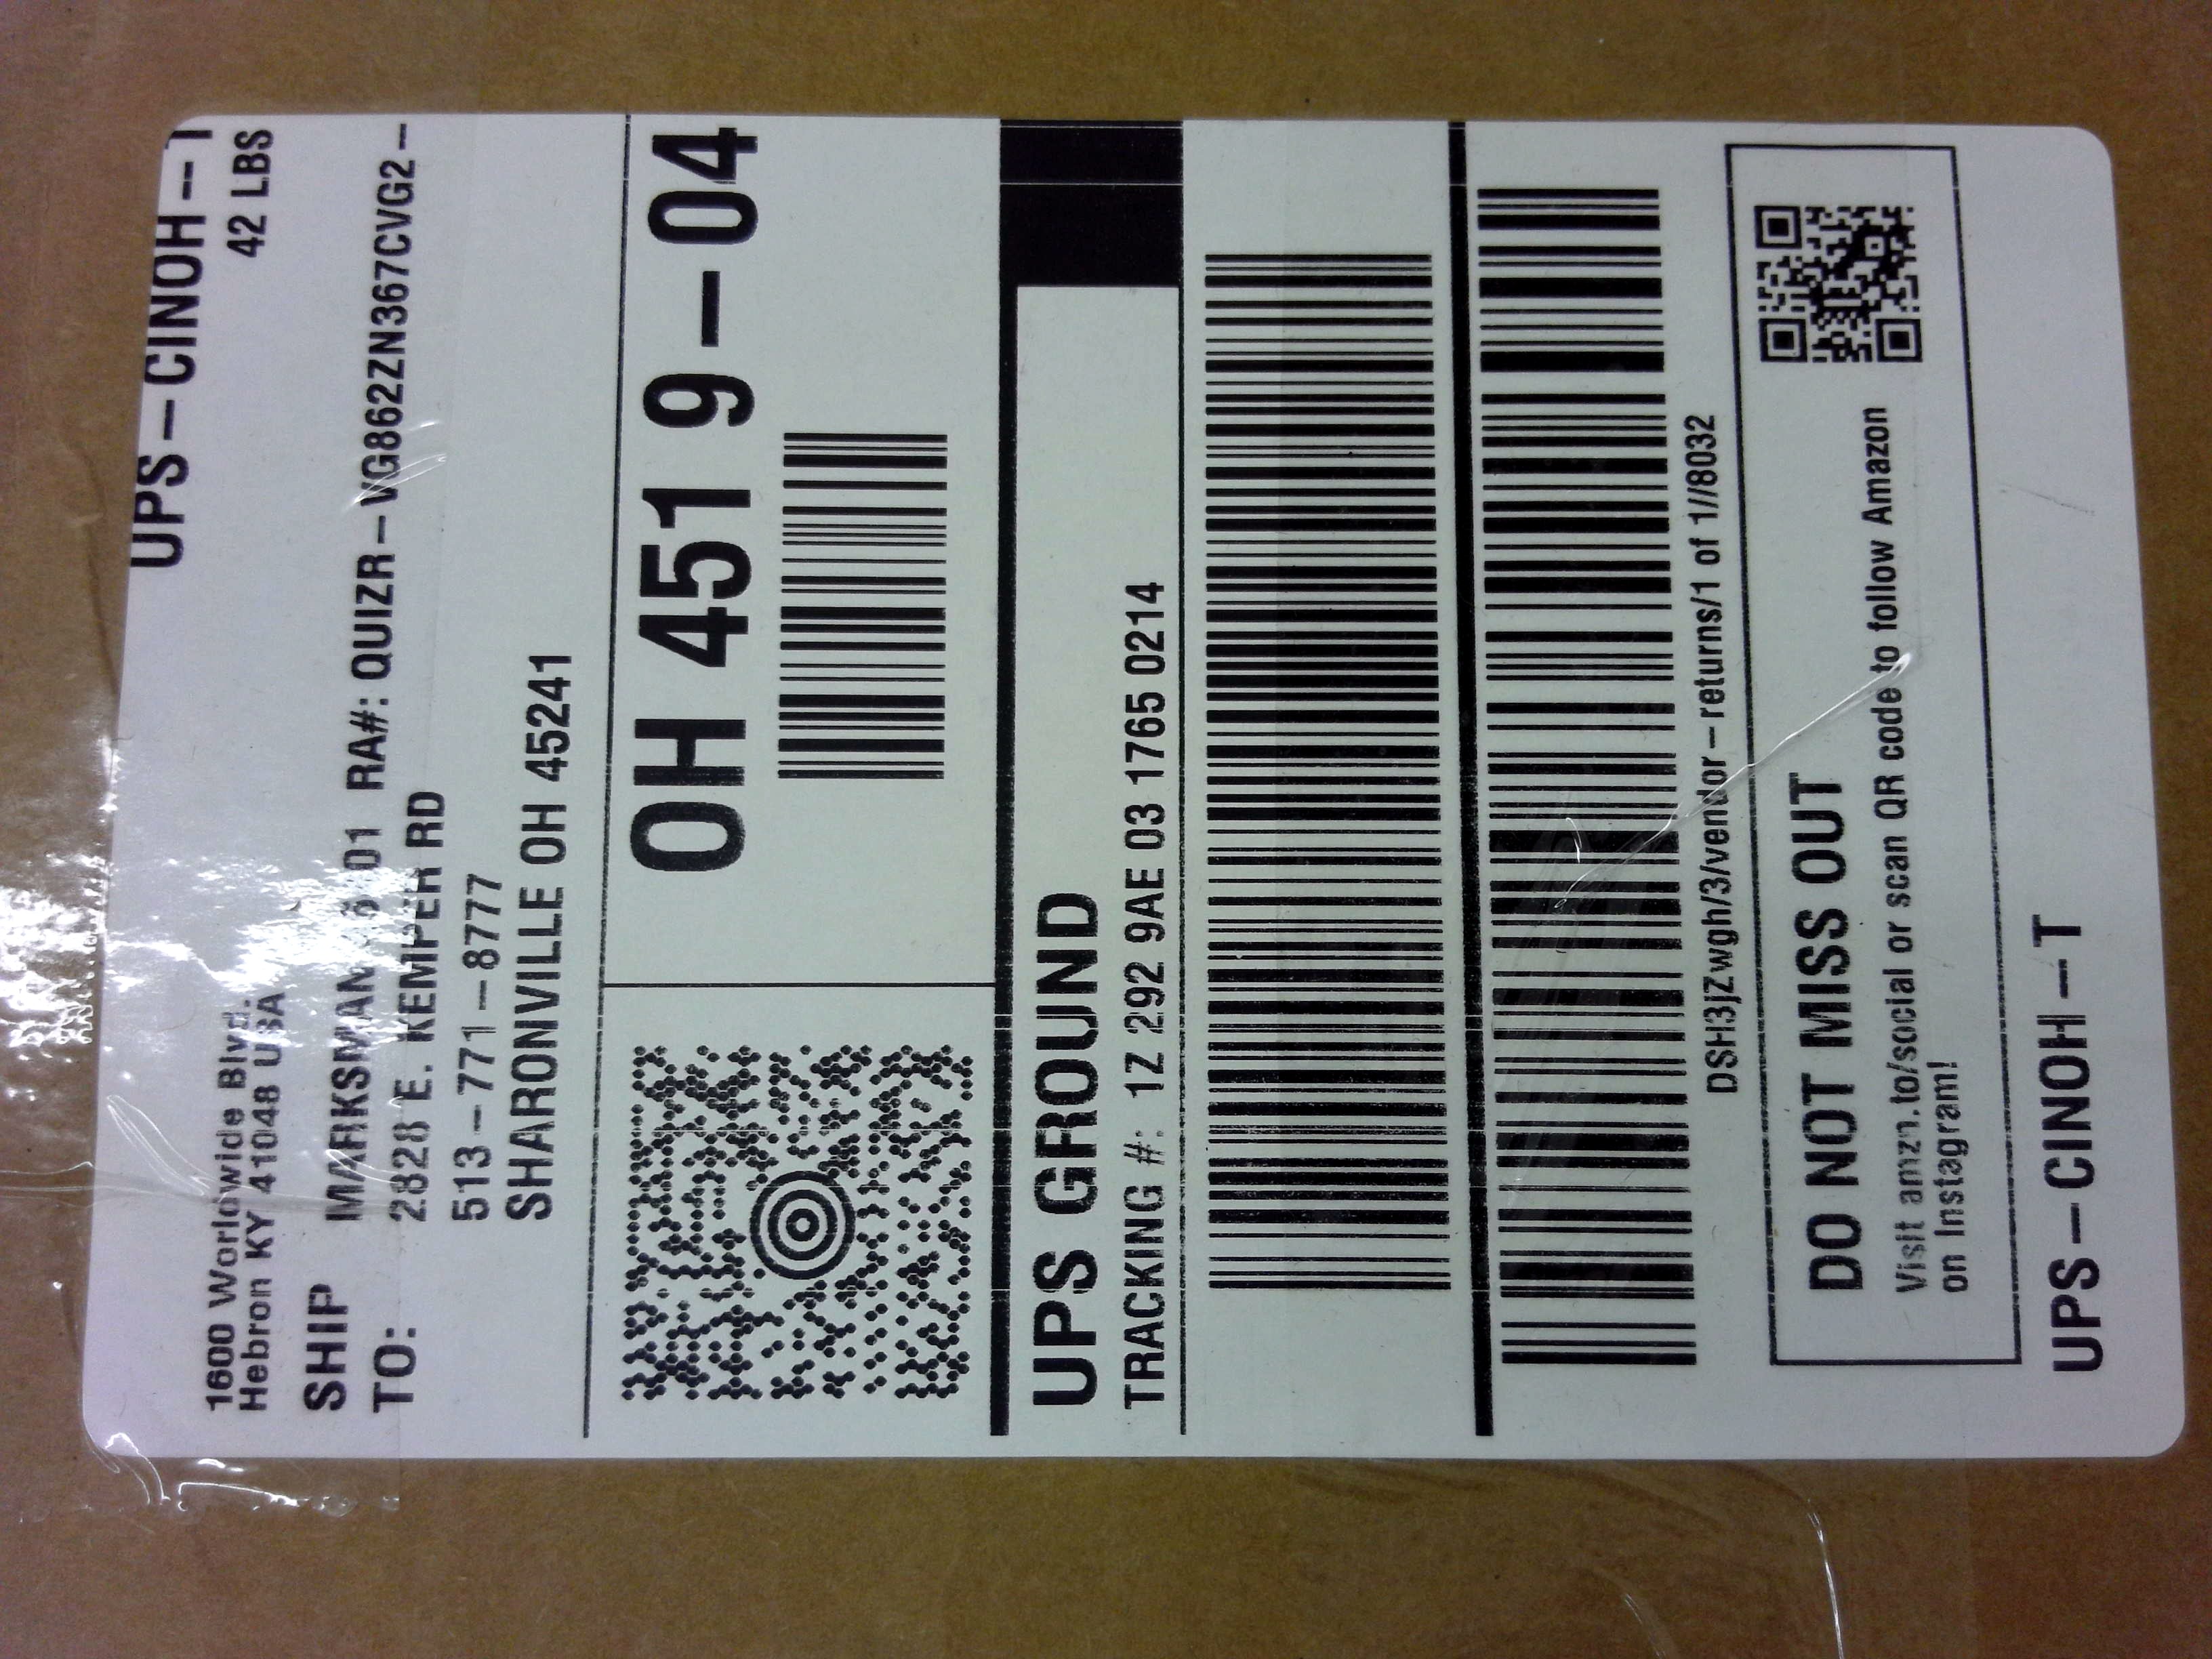 UPS-CINOH-T
42 LBS
1600 Worldwide Blvd.
Hebron KY 41048 USA
SHIP
TO:
MARKSMAN RA#: QUIZR-VG862ZN367CVG2-
2828 E. KEMPER RD
513-771-8777
SHARONVILLE OH 45241
OH 451 9-04
UPS GROUND
TRACKING #: 1Z 292 9AE 03 1765 0214
DSH3jZwgh/3/vendor-returns/1 of 1//8032
DO NOT MISS OUT
Visit amzn.to/social or scan QR code to follow Amazon
on Instagram!
UPS-CINOH-T